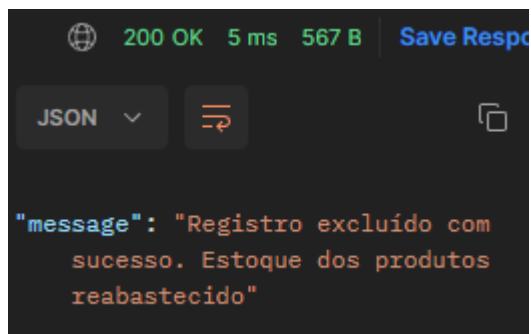 200 OK 5 ms 567 B Save Respo
JSON
"message": "Registro excluído com
sucesso. Estoque dos produtos
reabastecido"